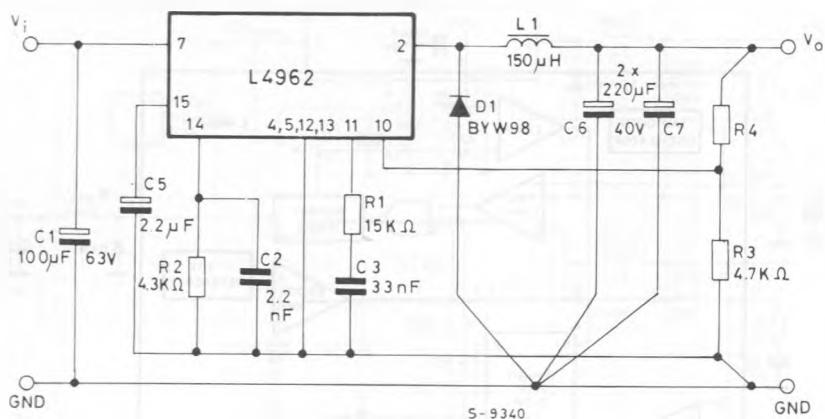 Vi
7
L4962
2
L1
150µH
Vo
15
14
4,5,12,13
11
10
2 x
220µF
D1
BYW98
C6
40V
C7
R4
C5
2.2µF
R1
15KΩ
C1
100µF
63V
R2
4.3KΩ
C2
2.2
nF
C3
33nF
R3
4.7KΩ
GND
S-9340
GND